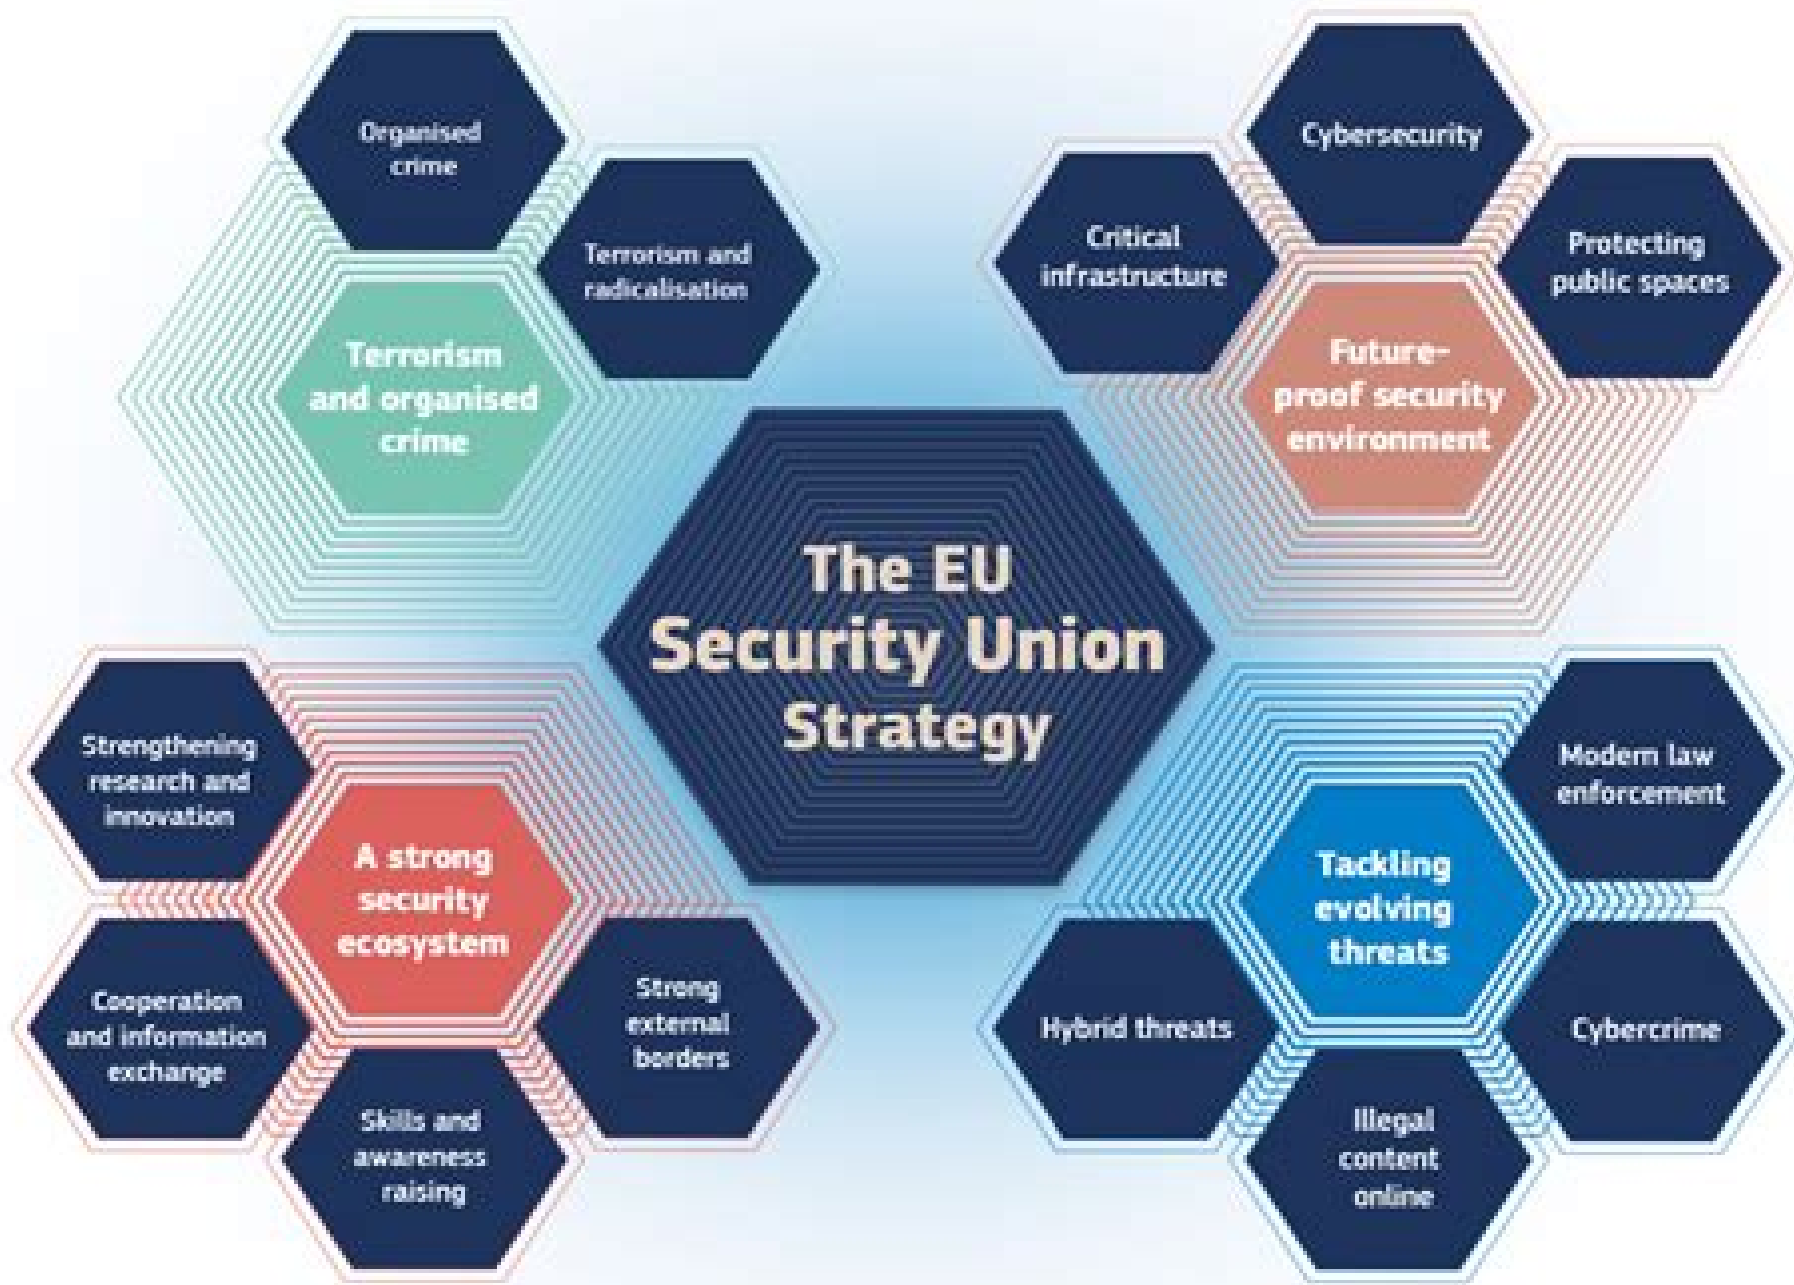 Organised
crime
Terrorism and
radicalisation
Terrorism
and organised
crime
Cybersecurity
Critical
infrastructure
Protecting
public spaces
Future-
proof security
environment
The EU
Security Union
Strategy
Strengthening
research and
innovation
A strong
security
ecosystem
Cooperation
and information
exchange
Skills and
awareness
raising
Strong
external
borders
Modern law
enforcement
Tackling
evolving
threats
Hybrid threats
Cybercrime
Illegal
content
online